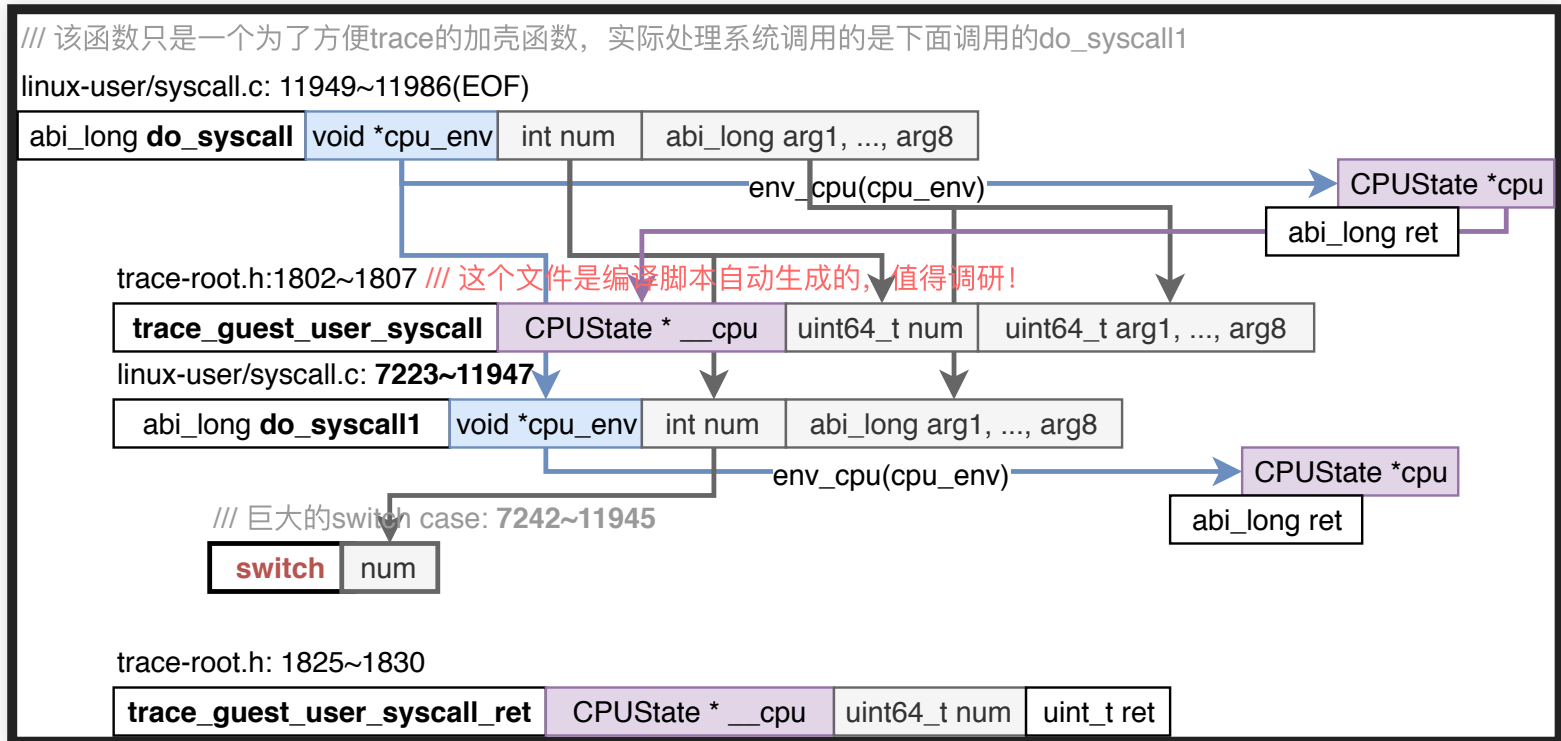 /// 该函数只是一个为了方便trace的加壳函数，实际处理系统调用的是下面调用的do_syscall1
linux-user/syscall.c: 11949~11986(EOF)
abi_long do_syscall void *cpu_env int num abi_long arg1, ..., arg8
env_cpu(cpu_env) CPUState *cpu
abi_long ret
trace-root.h:1802~1807 /// 这个文件是编译脚本自动生成的，值得调研！
trace_guest_user_syscall CPUState * __cpu uint64_t num uint64_t arg1, ..., arg8
linux-user/syscall.c: 7223~11947
abi_long do_syscall1 void *cpu_env int num abi_long arg1, ..., arg8
env_cpu(cpu_env) CPUState *cpu
/// 巨大的switch case: 7242~11945 abi_long ret
switch num
trace-root.h: 1825~1830
trace_guest_user_syscall_ret CPUState * __cpu uint64_t num uint_t ret